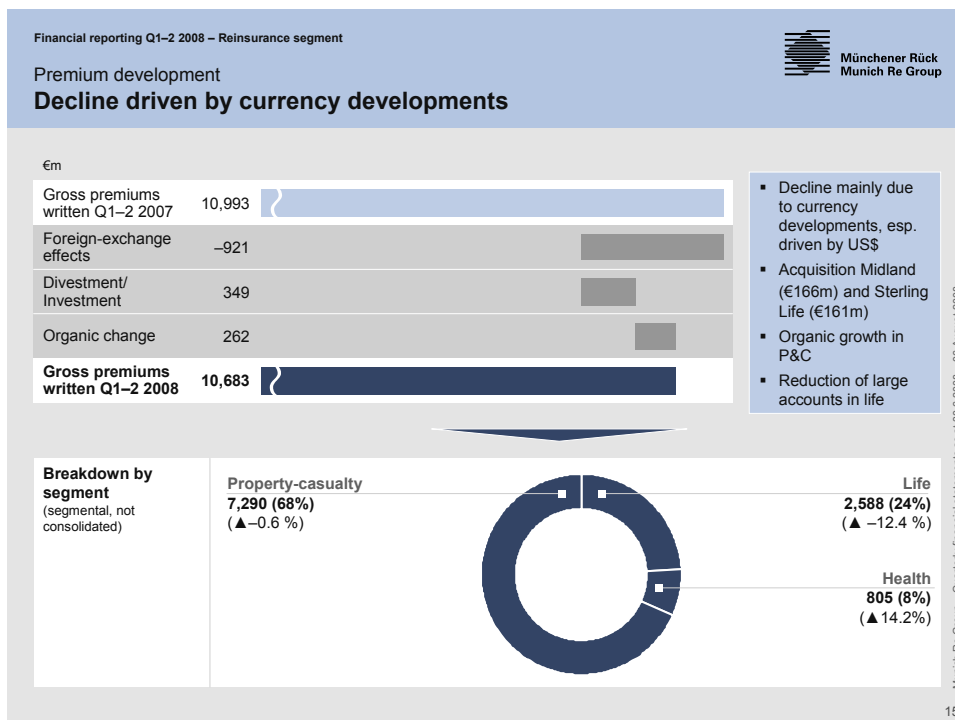 Financial reporting Q1–2 2008 – Reinsurance segment
Münchener Rück
Munich Re Group
Premium development
Decline driven by currency developments
€m
Gross premiums
written Q1–2 2007
10,993
Foreign-exchange
effects
–921
Divestment/
Investment
349
Organic change
262
Gross premiums
written Q1–2 2008
10,683
▪ Decline mainly due
to currency
developments, esp.
driven by US$
▪ Acquisition Midland
(€166m) and Sterling
Life (€161m)
▪ Organic growth in
P&C
▪ Reduction of large
accounts in life
Breakdown by
segment
(segmental, not
consolidated)
Property-casualty
7,290 (68%)
(▲–0.6 %)
Life
2,588 (24%)
(▲ –12.4 %)
Health
805 (8%)
(▲14.2%)
15